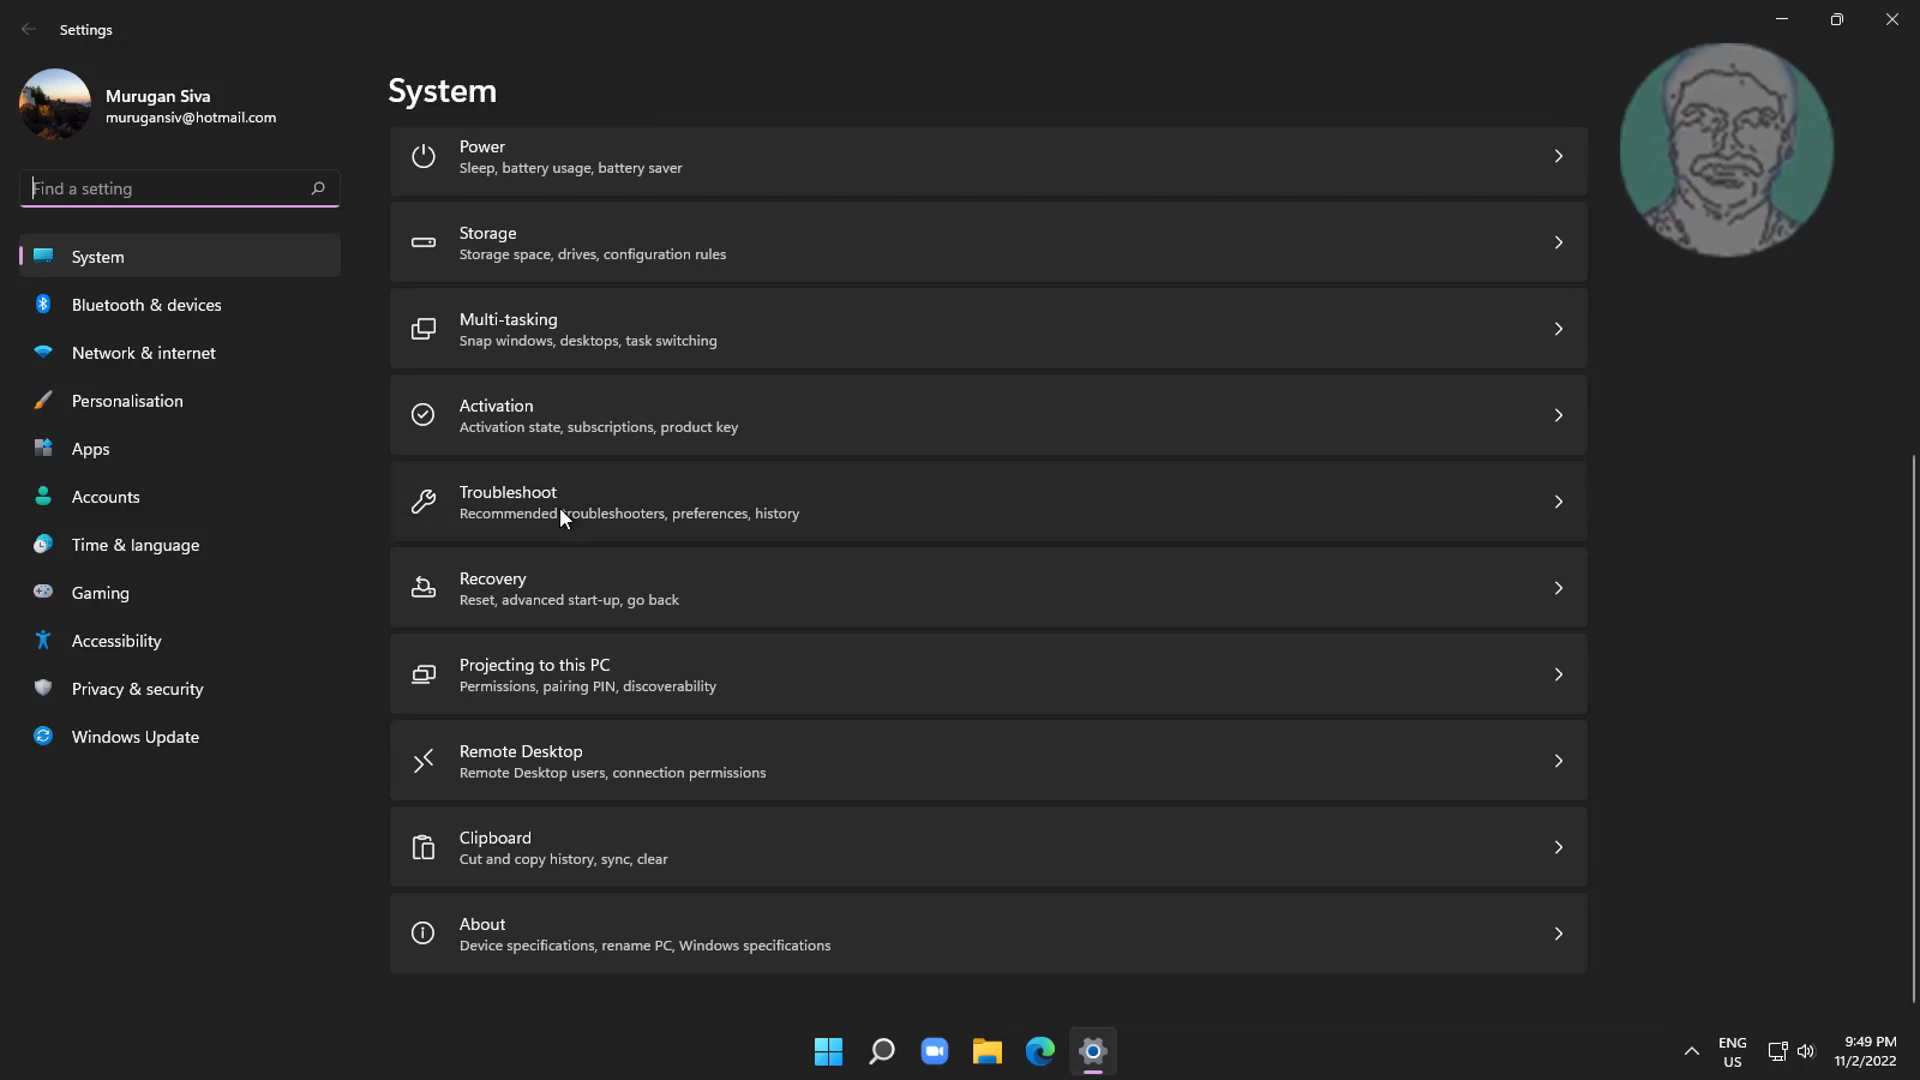 Settings
Murugan Siva
murugansiv@hotmail.com
Find a setting
System
Bluetooth & devices
Network & internet
Personalisation
Apps
Accounts
Time & language
Gaming
Accessibility
Privacy & security
Windows Update
System
Power
Sleep, battery usage, battery saver
Storage
Storage space, drives, configuration rules
Multi-tasking
Snap windows, desktops, task switching
Activation
Activation state, subscriptions, product key
Troubleshoot
Recommended troubleshooters, preferences, history
Recovery
Reset, advanced start-up, go back
Projecting to this PC
Permissions, pairing PIN, discoverability
Remote Desktop
Remote Desktop users, connection permissions
Clipboard
Cut and copy history, sync, clear
About
Device specifications, rename PC, Windows specifications
ENG
US
9:49 PM
11/2/2022